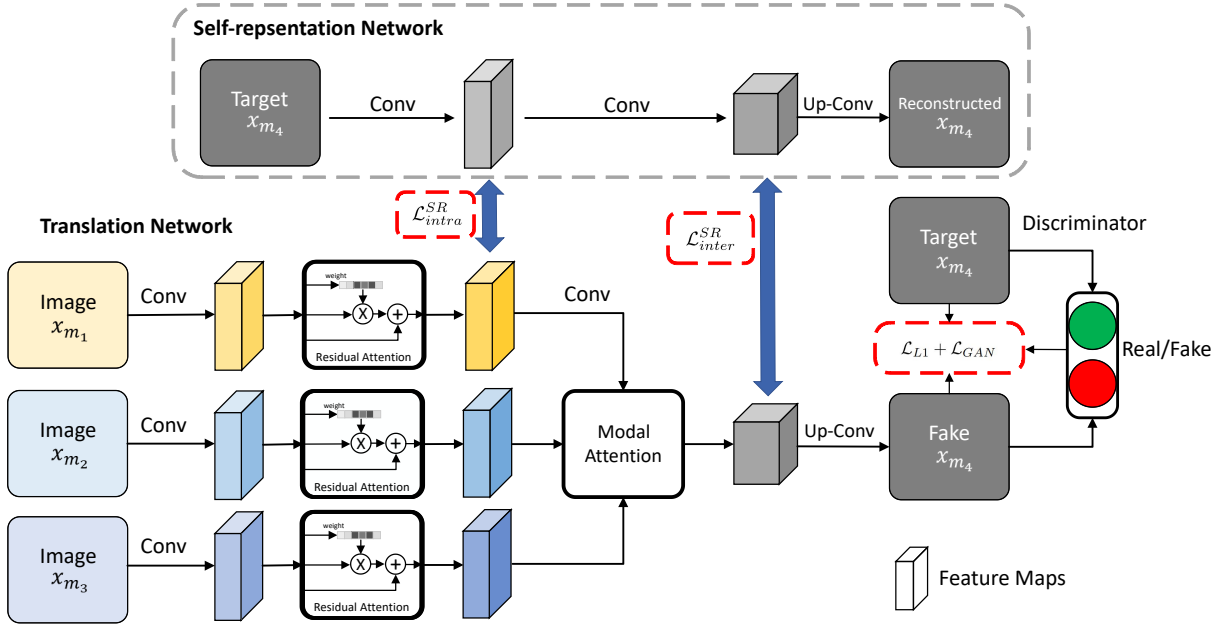 Self-repsentation Network
Target
x_{m_4}
Conv
Conv
Up-Conv
Reconstructed
x_{m_4}
\mathcal{L}_{intra}^{SR}
\mathcal{L}_{inter}^{SR}
Translation Network
Image
x_{m_1}
Conv
weight
X
+
Residual Attention
Conv
Image
x_{m_2}
Conv
weight
X
+
Residual Attention
Image
x_{m_3}
Conv
weight
X
+
Residual Attention
Modal
Attention
Up-Conv
Target
x_{m_4}
Discriminator
\mathcal{L}_{L1} + \mathcal{L}_{GAN}
Real/Fake
Fake
x_{m_4}
Feature Maps